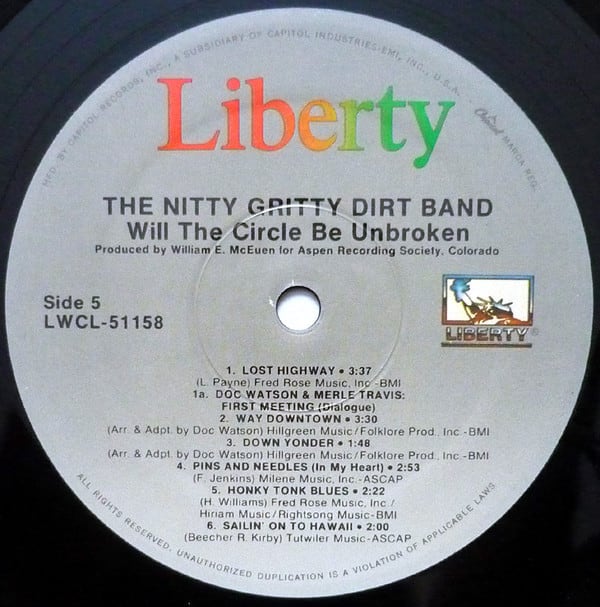 MFD. BY CAPITOL RECORDS, INC., A SUBSIDIARY OF CAPITOL INDUSTRIES-EMI, INC., U.S.A. · Capitol MARCA REG.
Liberty
THE NITTY GRITTY DIRT BAND
Will The Circle Be Unbroken
Produced by William E. McEuen for Aspen Recording Society, Colorado
Side 5
LWCL-51158
LIBERTY®
1. LOST HIGHWAY • 3:37
(L. Payne) Fred Rose Music, Inc.-BMI
1a. DOC WATSON & MERLE TRAVIS:
FIRST MEETING (Dialogue)
2. WAY DOWNTOWN • 3:30
(Arr. & Adpt. by Doc Watson) Hillgreen Music/Folklore Prod., Inc.-BMI
3. DOWN YONDER • 1:48
(Arr. & Adpt. by Doc Watson) Hillgreen Music/Folklore Prod., Inc.-BMI
4. PINS AND NEEDLES (In My Heart) • 2:53
(F. Jenkins) Milene Music, Inc.-ASCAP
5. HONKY TONK BLUES • 2:22
(H. Williams) Fred Rose Music, Inc./
Hiriam Music/Rightsong Music-BMI
6. SAILIN' ON TO HAWAII • 2:00
(Beecher R. Kirby) Tutwiler Music-ASCAP
ALL RIGHTS RESERVED. UNAUTHORIZED DUPLICATION IS A VIOLATION OF APPLICABLE LAWS.